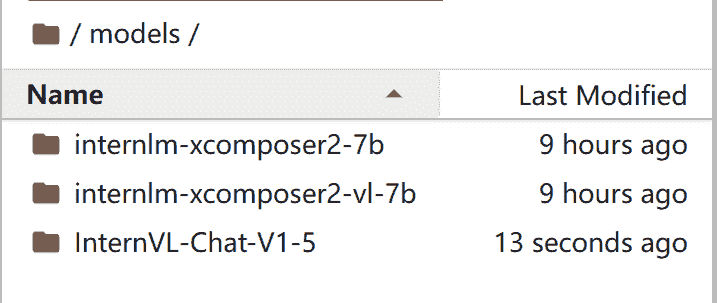 / models /
Name Last Modified
internlm-xcomposer2-7b 9 hours ago
internlm-xcomposer2-vl-7b 9 hours ago
InternVL-Chat-V1-5 13 seconds ago